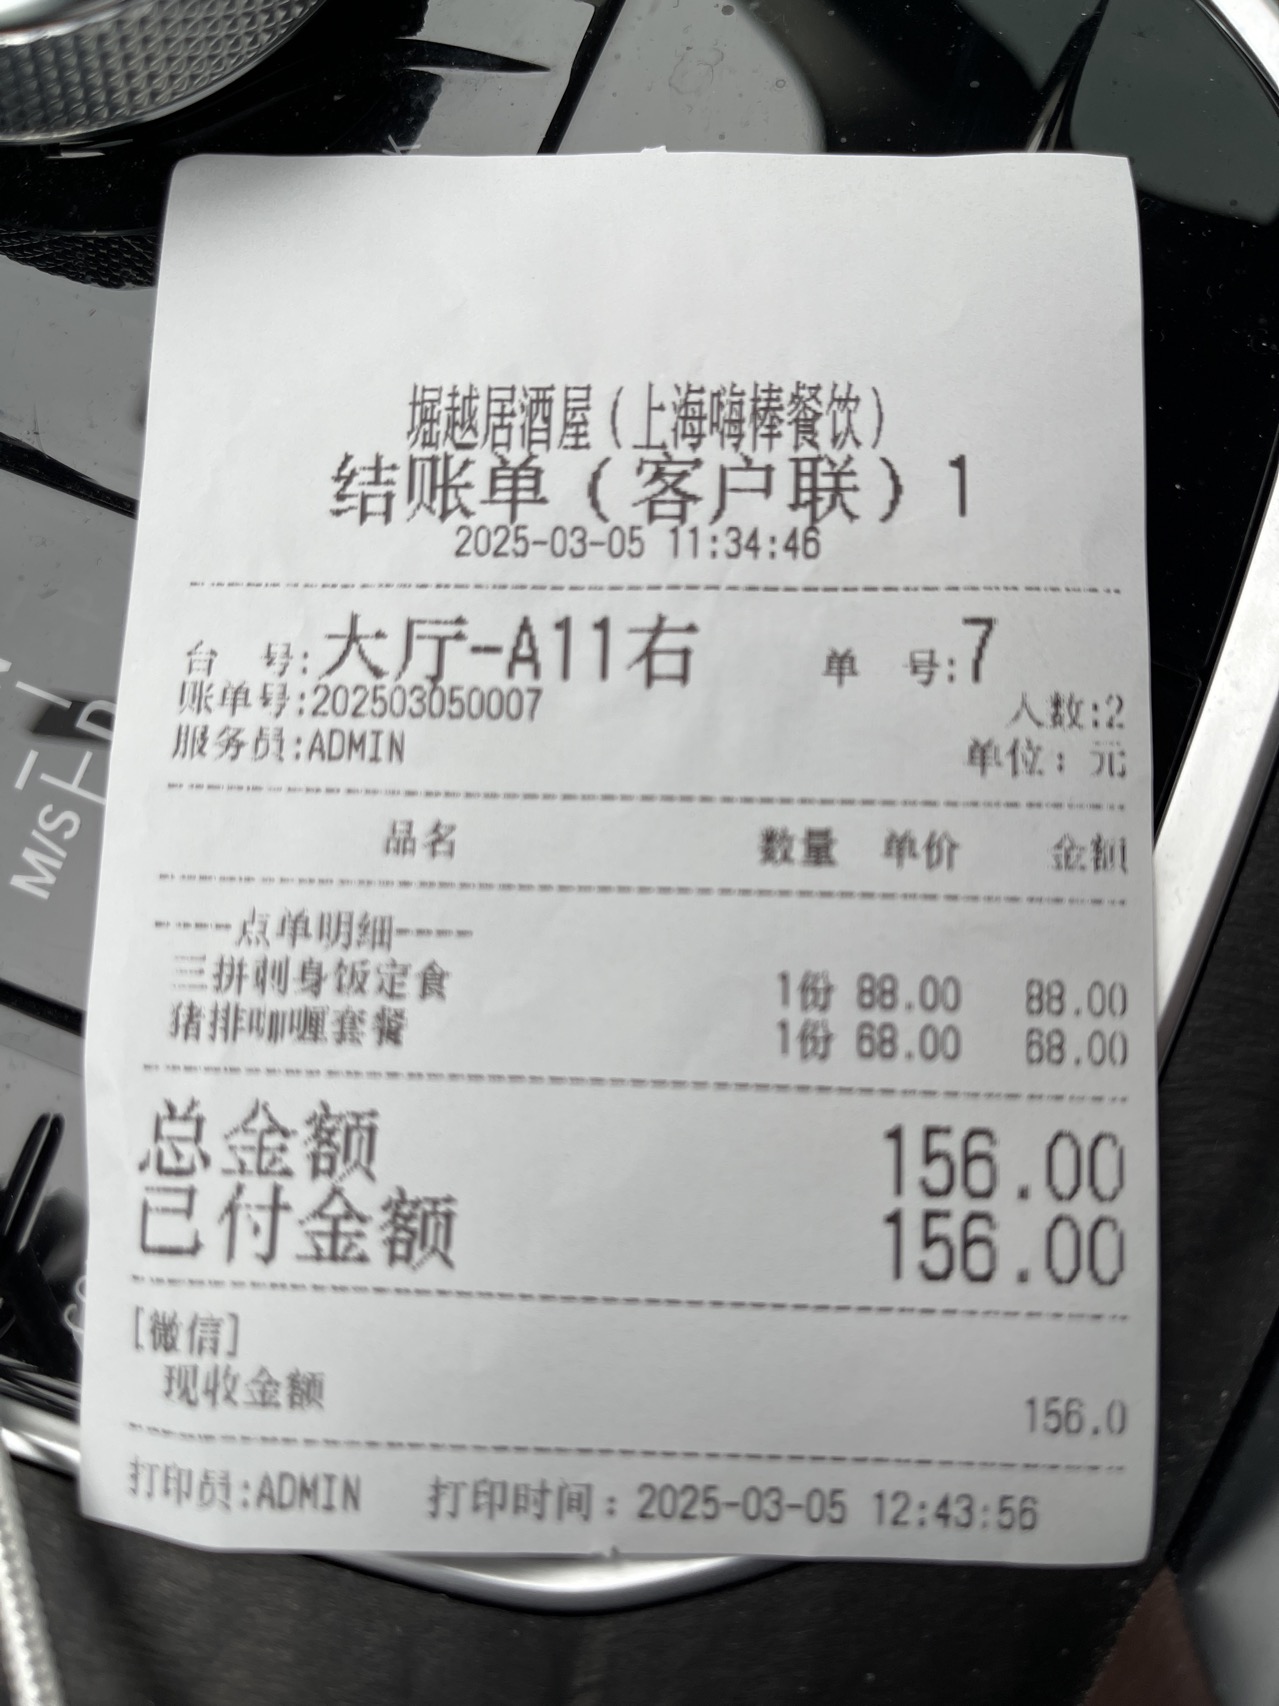 堀越居酒屋（上海嗨棒餐饮）
结账单（客户联）1
2025-03-05 11:34:46
台 号:大厅-A11右 单 号:7
账单号:202503050007 人数:2
服务员:ADMIN 单位：元
品名 数量 单价 金额
----点单明细----
三拼刺身饭定食 1份 88.00 88.00
猪排咖喱套餐 1份 68.00 68.00
总金额 156.00
已付金额 156.00
[微信]
现收金额 156.0
打印员:ADMIN 打印时间：2025-03-05 12:43:56
M/S
D